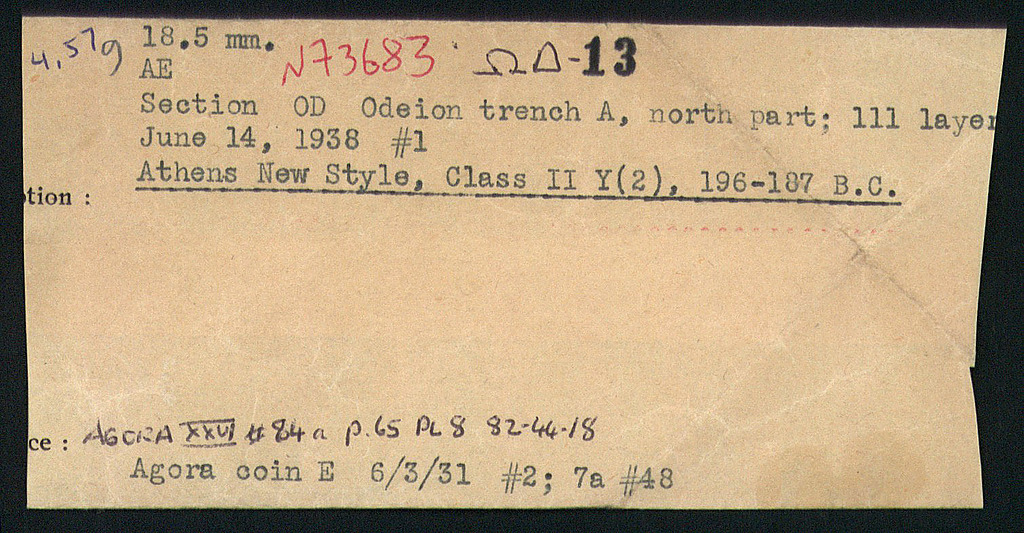 4,57g 18.5 mm. N73683 ΩΔ-13
AE
Section OD Odeion trench A, north part; 111 layer
June 14, 1938 #1
Athens New Style, Class II Y(2), 196-187 B.C.
tion :
ce : AGORA XXVI #84a p.65 PL 8 82-44-18
Agora coin E 6/3/31 #2; 7a #48